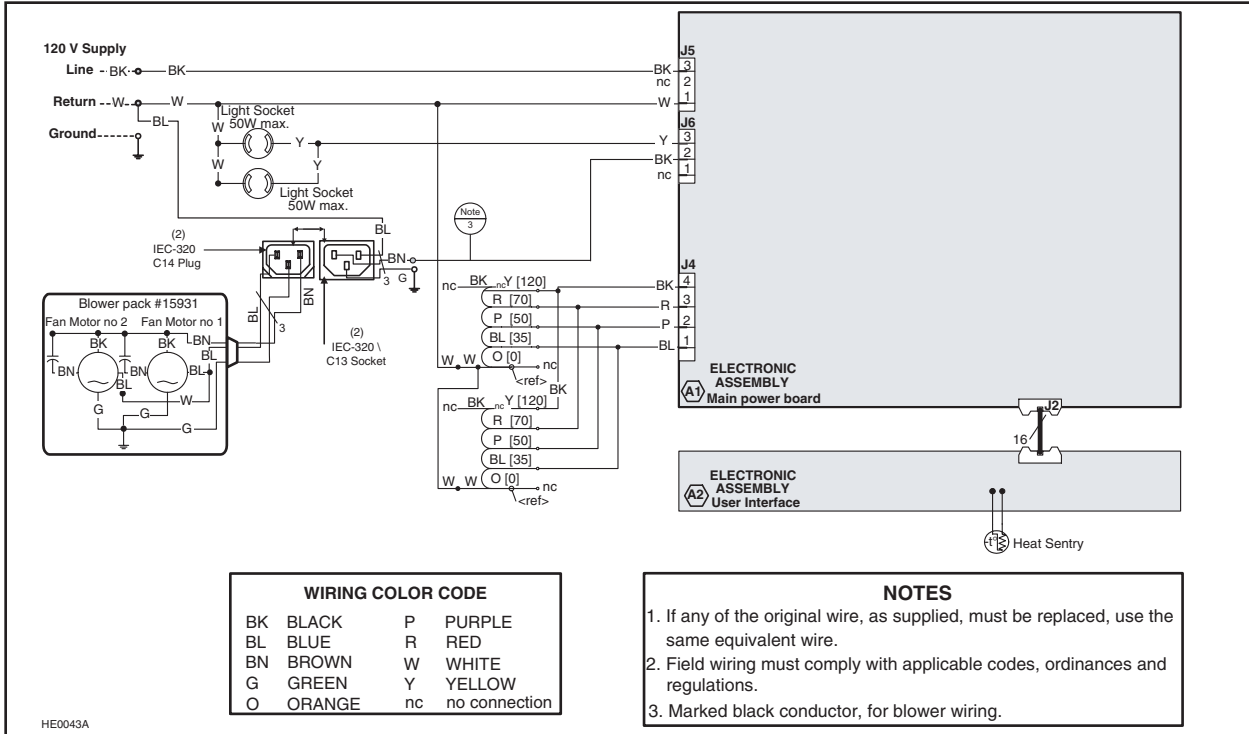 120 V Supply
Line BK BK
Return W W
BL
Ground
Light Socket
50W max.
W
Y
W
Y
Light Socket
50W max.
J5
BK 3
nc 2
W 1
J6
Y 3
BK 2
nc 1
Note
3
(2)
IEC-320
C14 Plug
BL
BN
3
G
(2)
IEC-320 \
C13 Socket
BL
BN
3
Blower pack #15931
Fan Motor no 2 Fan Motor no 1
BK BK BN
BL
BN BN BL
BL
W
G G
G
nc BK nc Y [120]
R [70]
P [50]
BL [35]
W W O [0] nc
<ref>
BK
nc BK nc Y [120]
R [70]
P [50]
BL [35]
W W O [0] nc
<ref>
J4
BK 4
R 3
P 2
BL 1
A1 ELECTRONIC
ASSEMBLY
Main power board
J2
16
A2 ELECTRONIC
ASSEMBLY
User Interface
-t° Heat Sentry
WIRING COLOR CODE
BK BLACK P PURPLE
BL BLUE R RED
BN BROWN W WHITE
G GREEN Y YELLOW
O ORANGE nc no connection
NOTES
1. If any of the original wire, as supplied, must be replaced, use the
same equivalent wire.
2. Field wiring must comply with applicable codes, ordinances and
regulations.
3. Marked black conductor, for blower wiring.
HE0043A